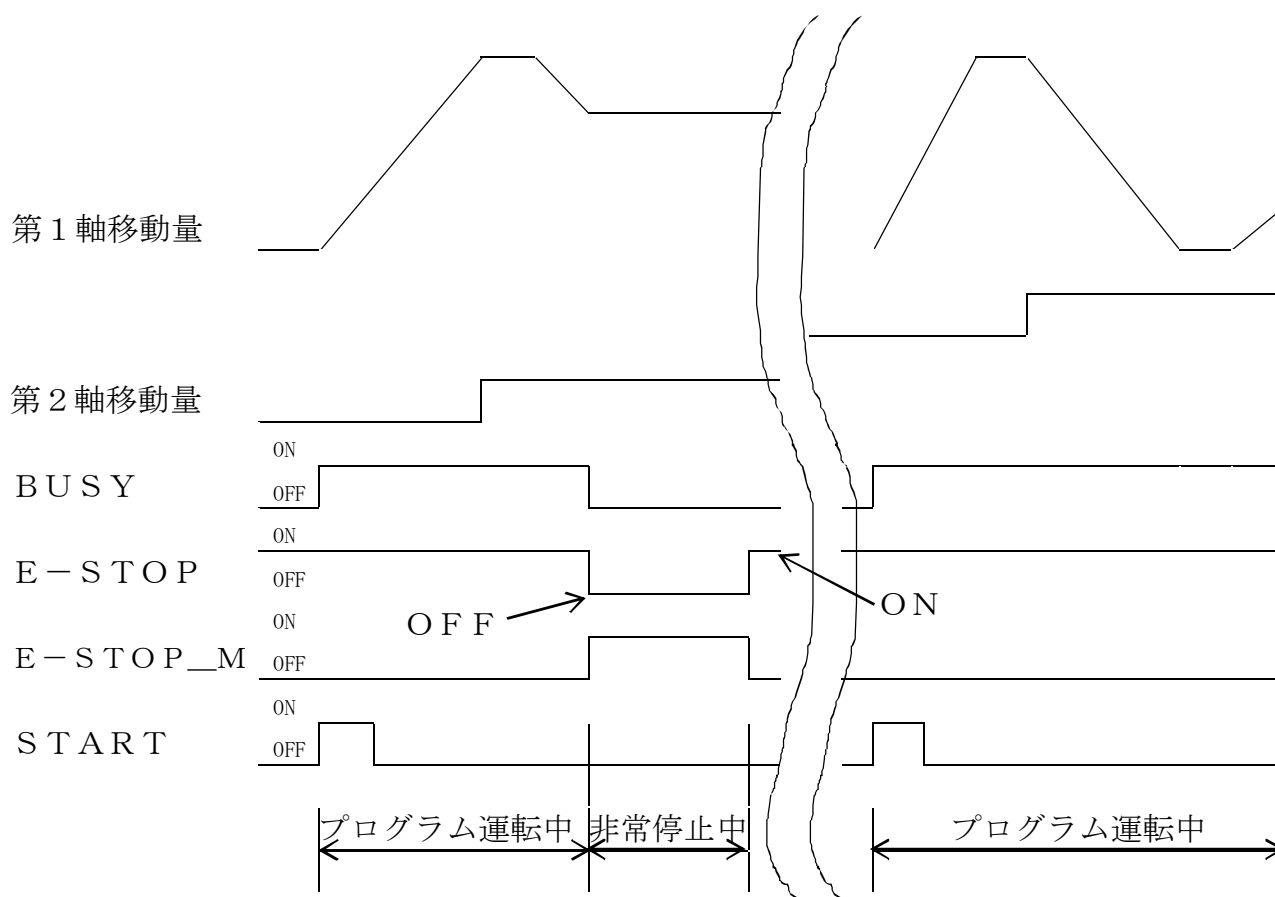 第１軸移動量
第２軸移動量
ON
ＢＵＳＹ
OFF
ON
Ｅ－ＳＴＯＰ
OFF
ＯＦＦ
ＯＮ
ON
Ｅ－ＳＴＯＰ＿Ｍ
OFF
ON
ＳＴＡＲＴ
OFF
プログラム運転中
非常停止中
プログラム運転中